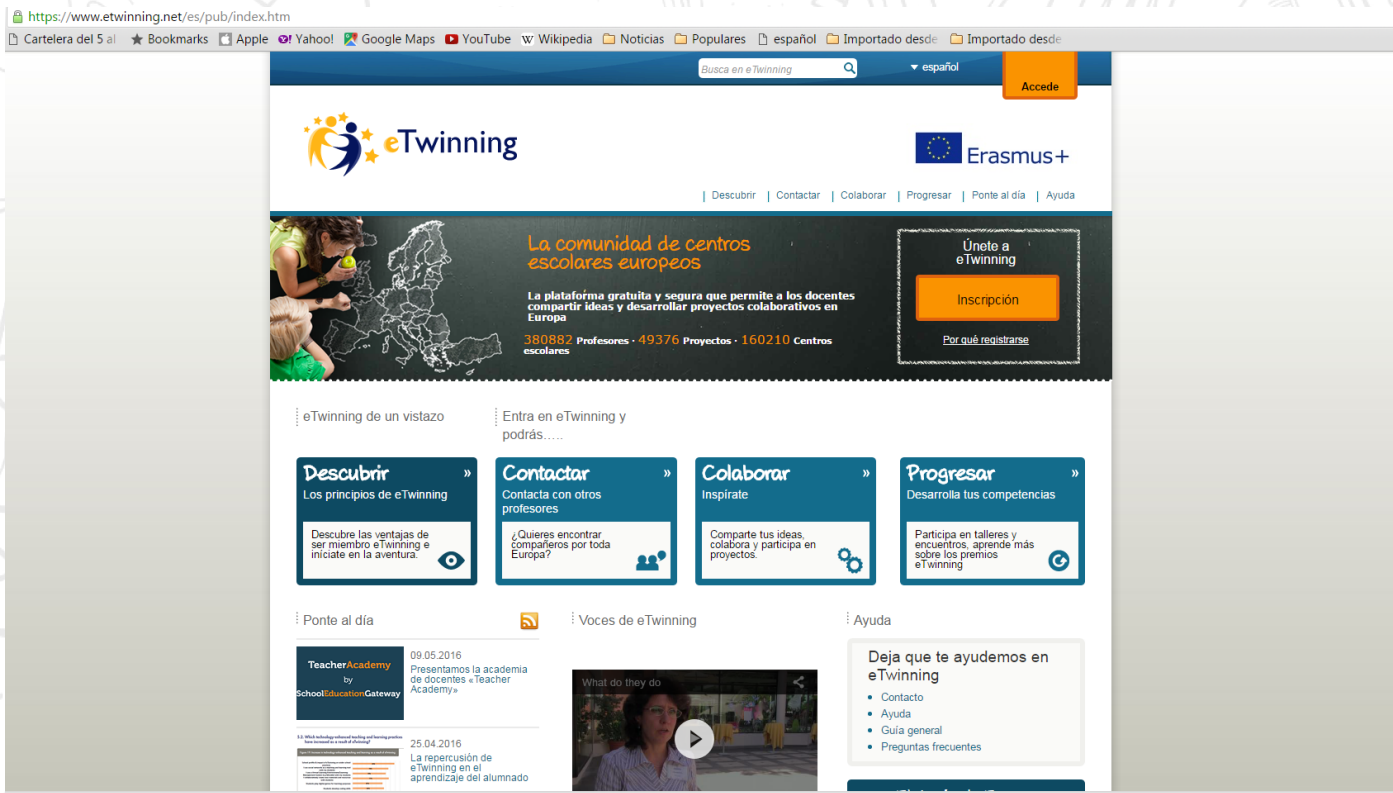 https://www.etwinning.net/es/pub/index.htm
Cartelera del 5 al Bookmarks Apple Yahoo! Google Maps YouTube Wikipedia Noticias Populares español Importado desde Importado desde
Busca en eTwinning
español
Accede
eTwinning
Erasmus+
| Descubrir | Contactar | Colaborar | Progresar | Ponte al día | Ayuda
La comunidad de centros
escolares europeos
La plataforma gratuita y segura que permite a los docentes
compartir ideas y desarrollar proyectos colaborativos en
Europa
380882 Profesores · 49376 Proyectos · 160210 Centros
escolares
Únete a
eTwinning
Inscripción
Por qué registrarse
eTwinning de un vistazo
Entra en eTwinning y
podrás.....
Descubrir »
Los principios de eTwinning
Descubre las ventajas de
ser miembro eTwinning e
iníciate en la aventura.
Contactar »
Contacta con otros
profesores
¿Quieres encontrar
compañeros por toda
Europa?
Colaborar »
Inspírate
Comparte tus ideas,
colabora y participa en
proyectos.
Progresar »
Desarrolla tus competencias
Participa en talleres y
encuentros, aprende más
sobre los premios
eTwinning
Ponte al día
TeacherAcademy
by
SchoolEducationGateway
09.05.2016
Presentamos la academia
de docentes «Teacher
Academy»
25.04.2016
La repercusión de
eTwinning en el
aprendizaje del alumnado
Voces de eTwinning
What do they do
Ayuda
Deja que te ayudemos en
eTwinning
Contacto
Ayuda
Guía general
Preguntas frecuentes